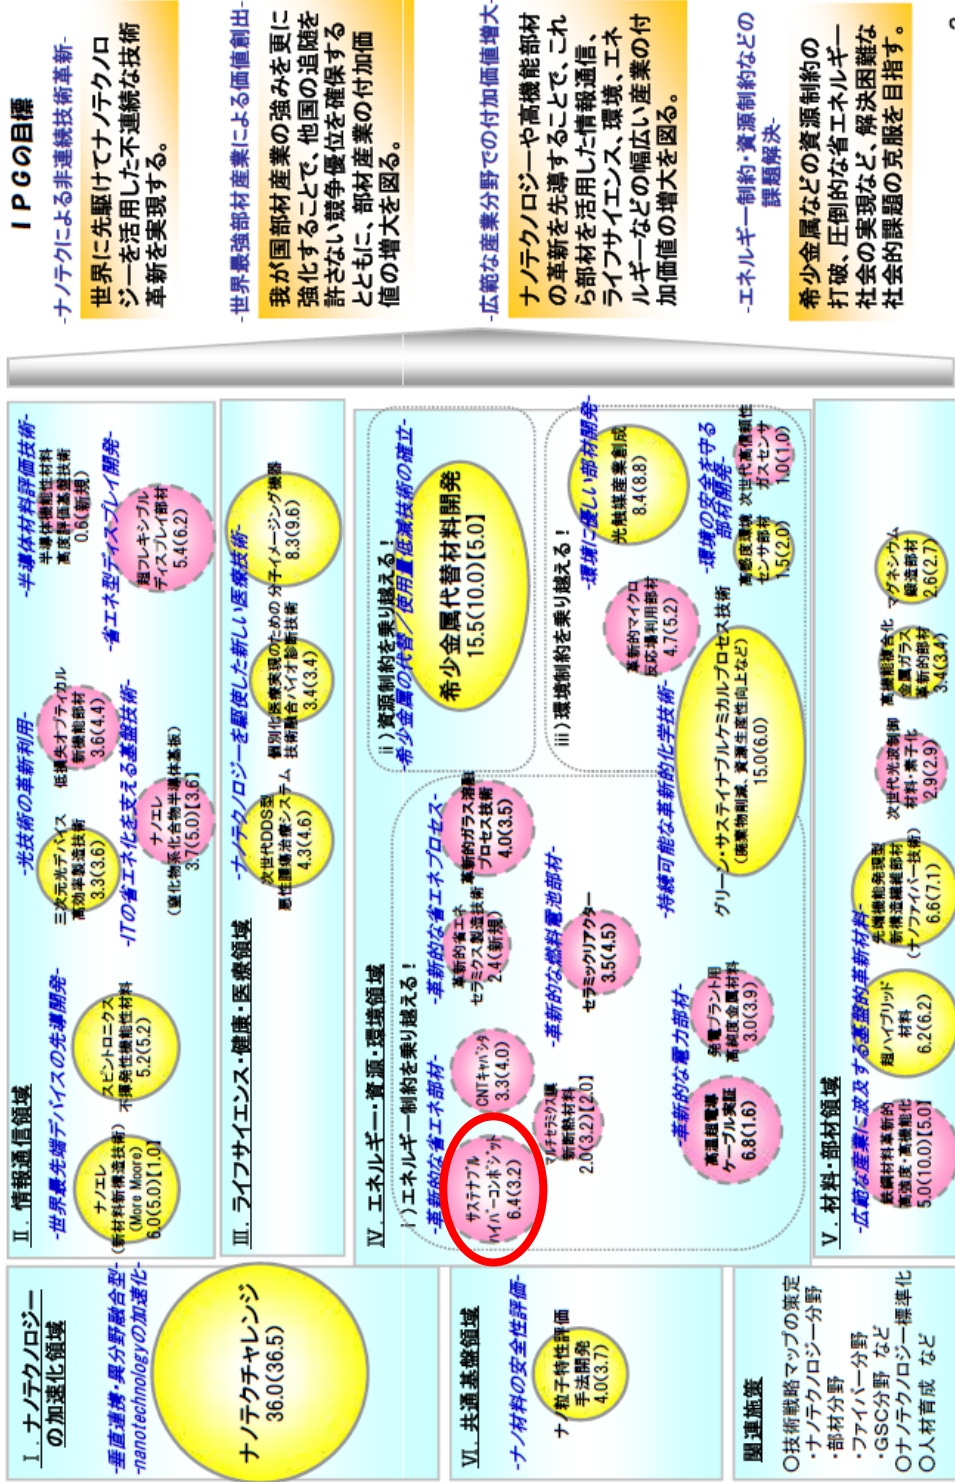 Ⅰ. ナノテクノロジー
の加速化領域
-垂直連携・異分野融合型-
-nanotechnologyの加速化-
ナノテクチャレンジ
36.0(36.5)
Ⅵ. 共通基盤領域
-ナノ材料の安全性評価-
ナノ粒子特性評価
手法開発
4.0(3.7)
関連施策
○技術戦略マップの策定
・ナノテクノロジー分野
・部材分野
・ファイバー分野
・GSC分野 など
○ナノテクノロジー標準化
○人材育成 など
Ⅱ. 情報通信領域
-世界最先端デバイスの先導開発-
ナノエレ
(新材料新構造技術)
(More Moore)
6.0(5.0)【1.0】
スピントロニクス
不揮発性機能性材料
5.2(5.2)
-光技術の革新利用-
三次元光デバイス
高効率製造技術
3.3(3.6)
低損失オプティカル
新機能部材
3.6(4.4)
-ITの省エネ化を支える基盤技術-
ナノエレ
(窒化物系化合物半導体基板)
3.7(5.0)【3.6】
-半導体材料評価技術-
半導体機能性材料
高度評価基盤技術
0.6(新規)
-省エネ型ディスプレイ開発-
超フレキシブル
ディスプレイ部材
5.4(6.2)
Ⅲ. ライフサイエンス・健康・医療領域
-ナノテクノロジーを駆使した新しい医療技術-
次世代DDS型
悪性腫瘍治療システム
4.3(4.6)
個別化医療実現のための
技術融合バイオ診断技術
3.4(3.4)
分子イメージング機器
8.3(9.6)
Ⅳ. エネルギー・資源・環境領域
ⅰ)エネルギー制約を乗り越える！
-革新的な省エネ部材-
サステナブル
ハイパーコンポジット
6.4(3.2)
CNTキャパシタ
3.3(4.0)
マルチセラミックス膜
新断熱材料
2.0(3.2)【2.0】
-革新的な省エネプロセス-
革新的省エネ
セラミクス製造技術
2.4(新規)
革新的ガラス溶融
プロセス技術
4.0(3.5)
-革新的な燃料電池部材-
セラミックリアクター
3.5(4.5)
-革新的な電力部材-
高温超電導
ケーブル実証
6.8(1.6)
発電プラント用
高純度金属材料
3.0(3.9)
ⅱ)資源制約を乗り越える！
-希少金属の代替／使用量低減技術の確立-
希少金属代替材料開発
15.5(10.0)【5.0】
ⅲ)環境制約を乗り越える！
-環境に優しい部材開発-
光触媒産業創成
8.4(8.8)
革新的マイクロ
反応場利用部材
4.7(5.2)
-持続可能な革新的化学技術-
グリーン・サステイナブルケミカルプロセス技術
(廃棄物削減、資源生産性向上など)
15.0(6.0)
-環境の安全を守る
部材開発-
高感度環境
センサ部材
1.5(2.0)
次世代高信頼性
ガスセンサ
1.0(1.0)
Ⅴ. 材料・部材領域
-広範な産業に波及する基盤的革新材料-
鉄鋼材料革新的
高強度・高機能化
5.0(10.0)【5.0】
超ハイブリッド
材料
6.2(6.2)
先端機能発現型
新構造繊維部材
(ナノファイバー技術)
6.6(7.1)
次世代光波制御
材料・素子化
2.9(2.9)
高機能複合化
金属ガラス
革新的部材
3.4(3.4)
マグネシウム
鍛造部材
2.6(2.7)
ＩＰＧの目標
-ナノテクによる非連続技術革新-
世界に先駆けてナノテクノロ
ジーを活用した不連続な技術
革新を実現する。
-世界最強部材産業による価値創出-
我が国部材産業の強みを更に
強化することで、他国の追随を
許さない競争優位を確保する
とともに、部材産業の付加価
値の増大を図る。
-広範な産業分野での付加価値増大-
ナノテクノロジーや高機能部材
の革新を先導することで、これ
ら部材を活用した情報通信、
ライフサイエンス、環境、エネ
ルギーなどの幅広い産業の付
加価値の増大を図る。
-エネルギー制約・資源制約などの
課題解決-
希少金属などの資源制約の
打破、圧倒的な省エネルギー
社会の実現など、解決困難な
社会的課題の克服を目指す。